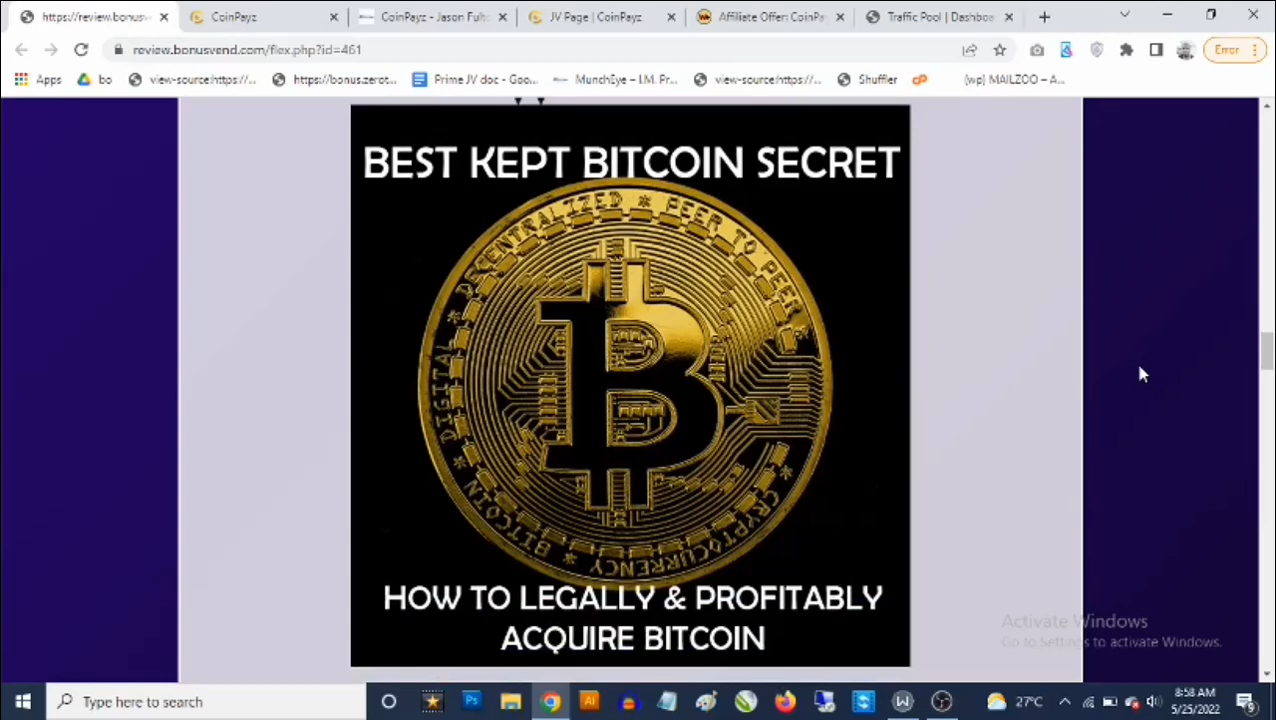 https://review.bonusv
CoinPayz
CoinPayz - Jason Fult
JV Page | CoinPayz
Affiliate Offer: CoinPa
Traffic Pool | Dashboa
review.bonusvend.com/flex.php?id=461
Error
Apps
bo
view-source:https://...
https://bonus.zerot...
Prime JV doc - Goo...
MunchEye – I.M. Pr...
view-source:https://...
Shuffler
(wp) MAILZOO – A...
BEST KEPT BITCOIN SECRET
DIGITAL * DECENTRALIZED * PEER TO PEER *
BITCOIN * CRYPTOCURRENCY *
HOW TO LEGALLY & PROFITABLY
ACQUIRE BITCOIN
Activate Windows
Go to Settings to activate Windows.
Type here to search
Ps
Ai
W
27°C
8:58 AM
5/25/2022
9